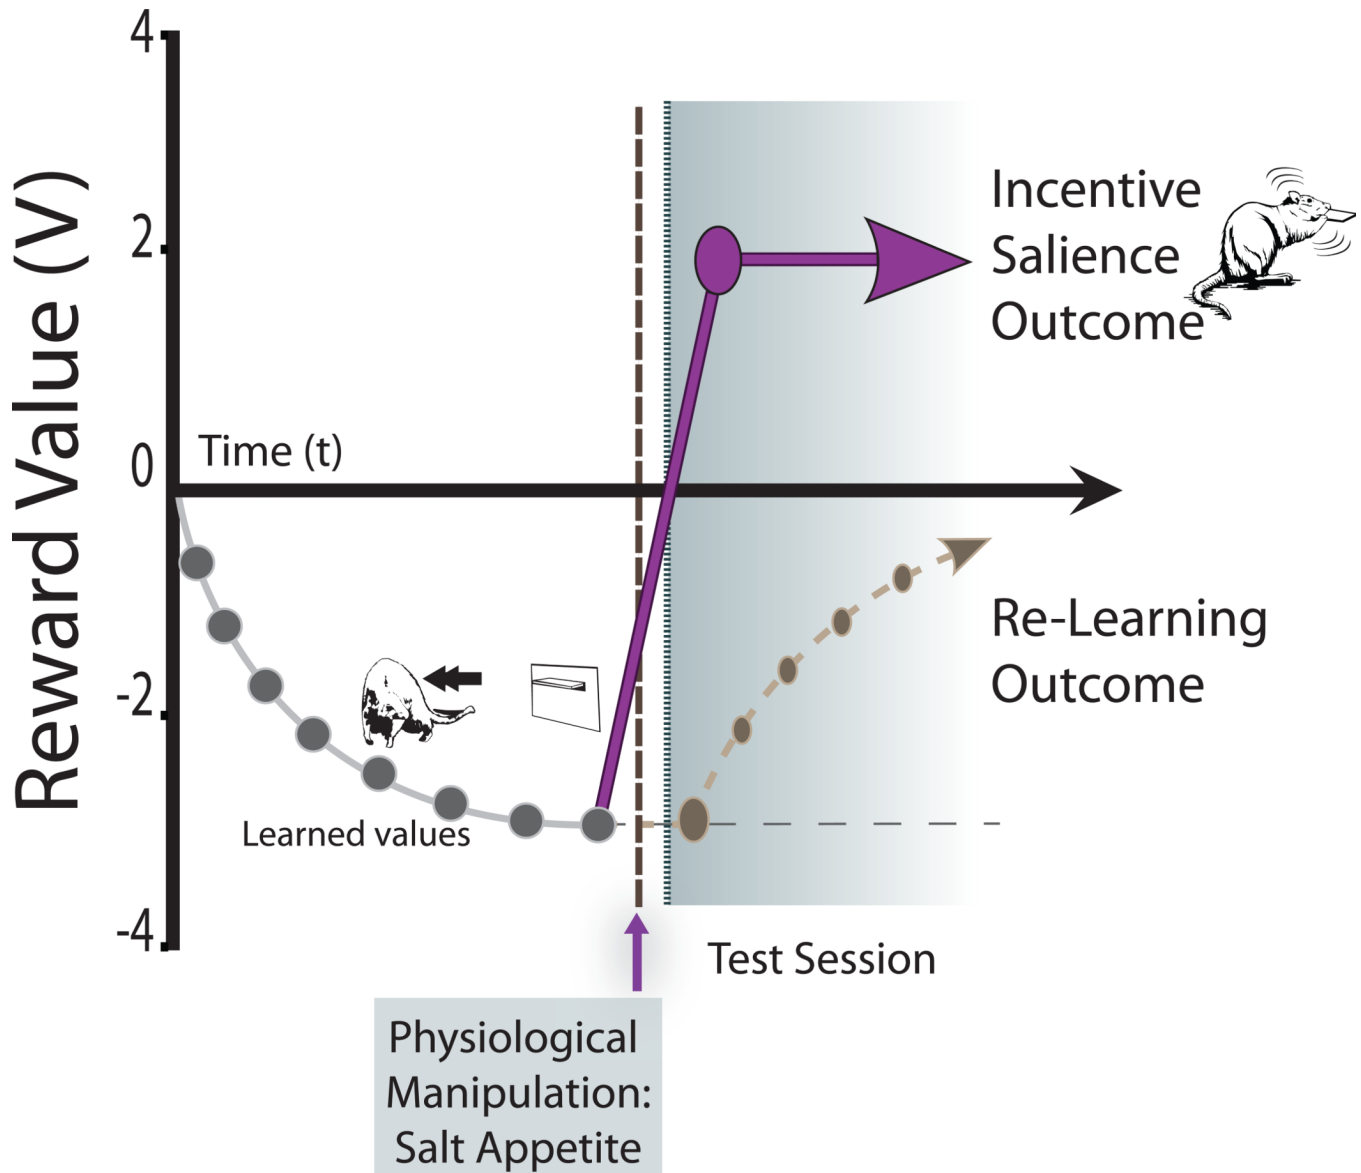 4
2
0
-2
-4
Reward Value (V)
Time (t)
Learned values
Incentive
Salience
Outcome
Re-Learning
Outcome
Test Session
Physiological
Manipulation:
Salt Appetite